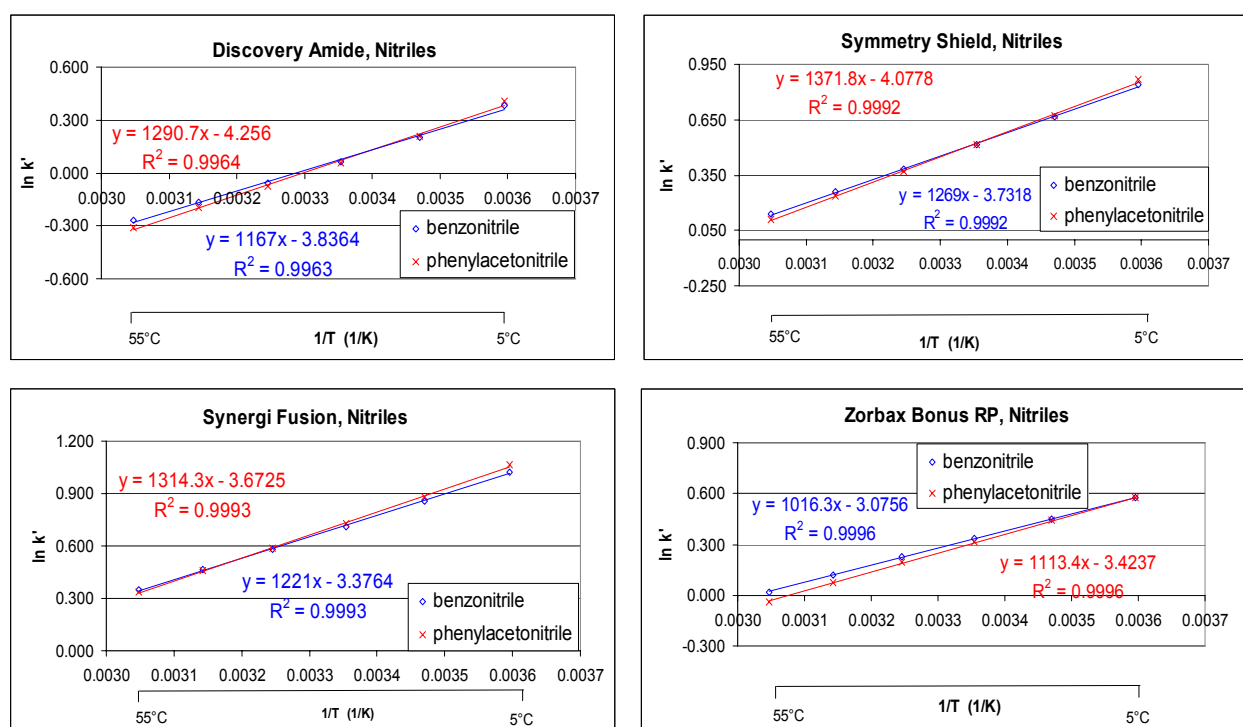 Discovery Amide, Nitriles
0.600
0.300
0.000
-0.300
-0.600
ln k'
y = 1290.7x - 4.256
R² = 0.9964
0.0030 0.0031 0.0032 0.0033 0.0034 0.0035 0.0036 0.0037
y = 1167x - 3.8364
R² = 0.9963
benzonitrile
phenylacetonitrile
55°C 1/T (1/K) 5°C
Symmetry Shield, Nitriles
0.950
0.650
0.350
0.050
-0.250
ln k'
y = 1371.8x - 4.0778
R² = 0.9992
y = 1269x - 3.7318
R² = 0.9992
benzonitrile
phenylacetonitrile
0.0030 0.0031 0.0032 0.0033 0.0034 0.0035 0.0036 0.0037
55°C 1/T (1/K) 5°C
Synergi Fusion, Nitriles
1.200
0.900
0.600
0.300
0.000
ln k'
y = 1314.3x - 3.6725
R² = 0.9993
y = 1221x - 3.3764
R² = 0.9993
benzonitrile
phenylacetonitrile
0.0030 0.0031 0.0032 0.0033 0.0034 0.0035 0.0036 0.0037
55°C 1/T (1/K) 5°C
Zorbax Bonus RP, Nitriles
0.900
0.600
0.300
0.000
-0.300
ln k'
benzonitrile
phenylacetonitrile
y = 1016.3x - 3.0756
R² = 0.9996
y = 1113.4x - 3.4237
R² = 0.9996
0.0030 0.0031 0.0032 0.0033 0.0034 0.0035 0.0036 0.0037
55°C 1/T (1/K) 5°C